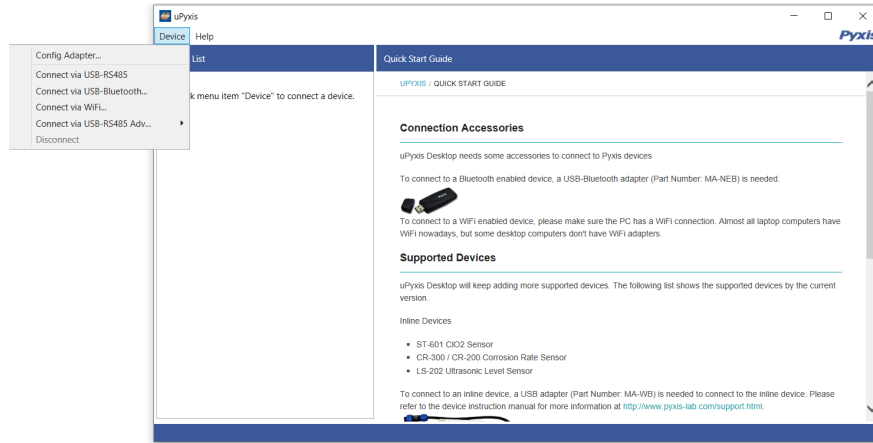 uPyxis
Device Help
Pyxis
Config Adapter...
Connect via USB-RS485
Connect via USB-Bluetooth...
Connect via WiFi...
Connect via USB-RS485 Adv...
Disconnect
List
k menu item "Device" to connect a device.
Quick Start Guide
UPYXIS / QUICK START GUIDE
Connection Accessories
uPyxis Desktop needs some accessories to connect to Pyxis devices
To connect to a Bluetooth enabled device, a USB-Bluetooth adapter (Part Number: MA-NEB) is needed.
To connect to a WiFi enabled device, please make sure the PC has a WiFi connection. Almost all laptop computers have
WiFi nowadays, but some desktop computers don't have WiFi adapters.
Supported Devices
uPyxis Desktop will keep adding more supported devices. The following list shows the supported devices by the current
version.
Inline Devices
• ST-601 ClO2 Sensor
• CR-300 / CR-200 Corrosion Rate Sensor
• LS-202 Ultrasonic Level Sensor
To connect to an inline device, a USB adapter (Part Number: MA-WB) is needed to connect to the inline device. Please
refer to the device instruction manual for more information at http://www.pyxis-lab.com/support.html.